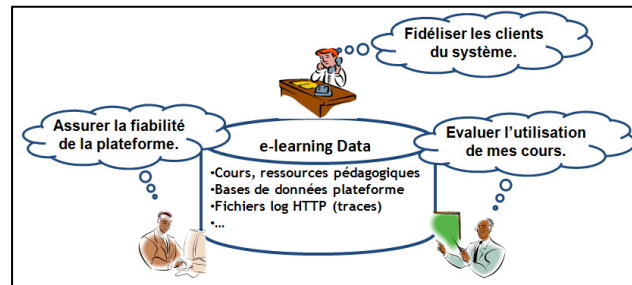 Fidéliser les clients
du système.
Assurer la fiabilité
de la plateforme.
e-learning Data
Evaluer l'utilisation
de mes cours.
•Cours, ressources pédagogiques
•Bases de données plateforme
•Fichiers log HTTP (traces)
•...